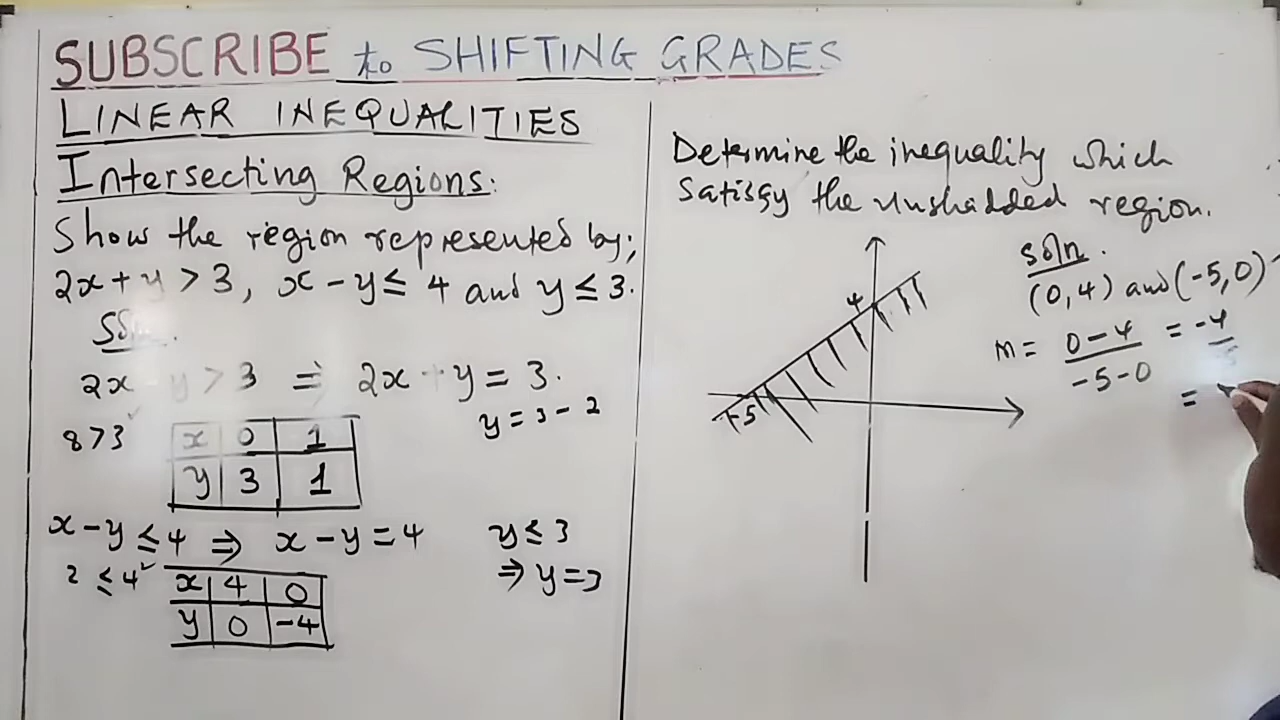 SUBSCRIBE to SHIFTING GRADES
LINEAR INEQUALITIES
Intersecting Regions:
Show the region represented by;
2x + y > 3, x - y ≤ 4 and y ≤ 3.
Soln.
2x y > 3 ⇒ 2x + y = 3.
y = 3 - 2
8 > 3
x 0 1
y 3 1
x - y ≤ 4 ⇒ x - y = 4
2 ≤ 4
x 4 0
y 0 -4
y ≤ 3
⇒ y = 3
Determine the inequality which
Satisfy the unshadded region.
4
-5
soln.
(0, 4) and (-5, 0)
m = 0 - 4 / -5 - 0 = -4
=